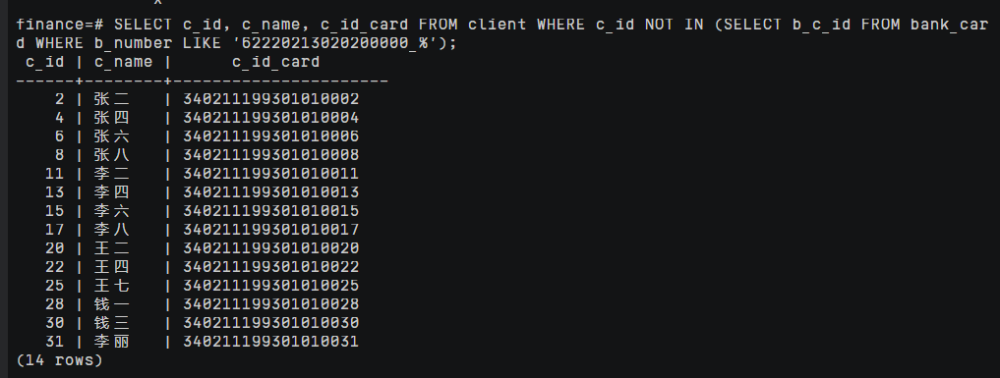 finance=# SELECT c_id, c_name, c_id_card FROM client WHERE c_id NOT IN (SELECT b_c_id FROM bank_car
d WHERE b_number LIKE '62220213020200000_%');
 c_id | c_name |     c_id_card
------+--------+--------------------
    2 | 张二   | 340211199301010002
    4 | 张四   | 340211199301010004
    6 | 张六   | 340211199301010006
    8 | 张八   | 340211199301010008
   11 | 李二   | 340211199301010011
   13 | 李四   | 340211199301010013
   15 | 李六   | 340211199301010015
   17 | 李八   | 340211199301010017
   20 | 王二   | 340211199301010020
   22 | 王四   | 340211199301010022
   25 | 王七   | 340211199301010025
   28 | 钱一   | 340211199301010028
   30 | 钱三   | 340211199301010030
   31 | 李丽   | 340211199301010031
(14 rows)